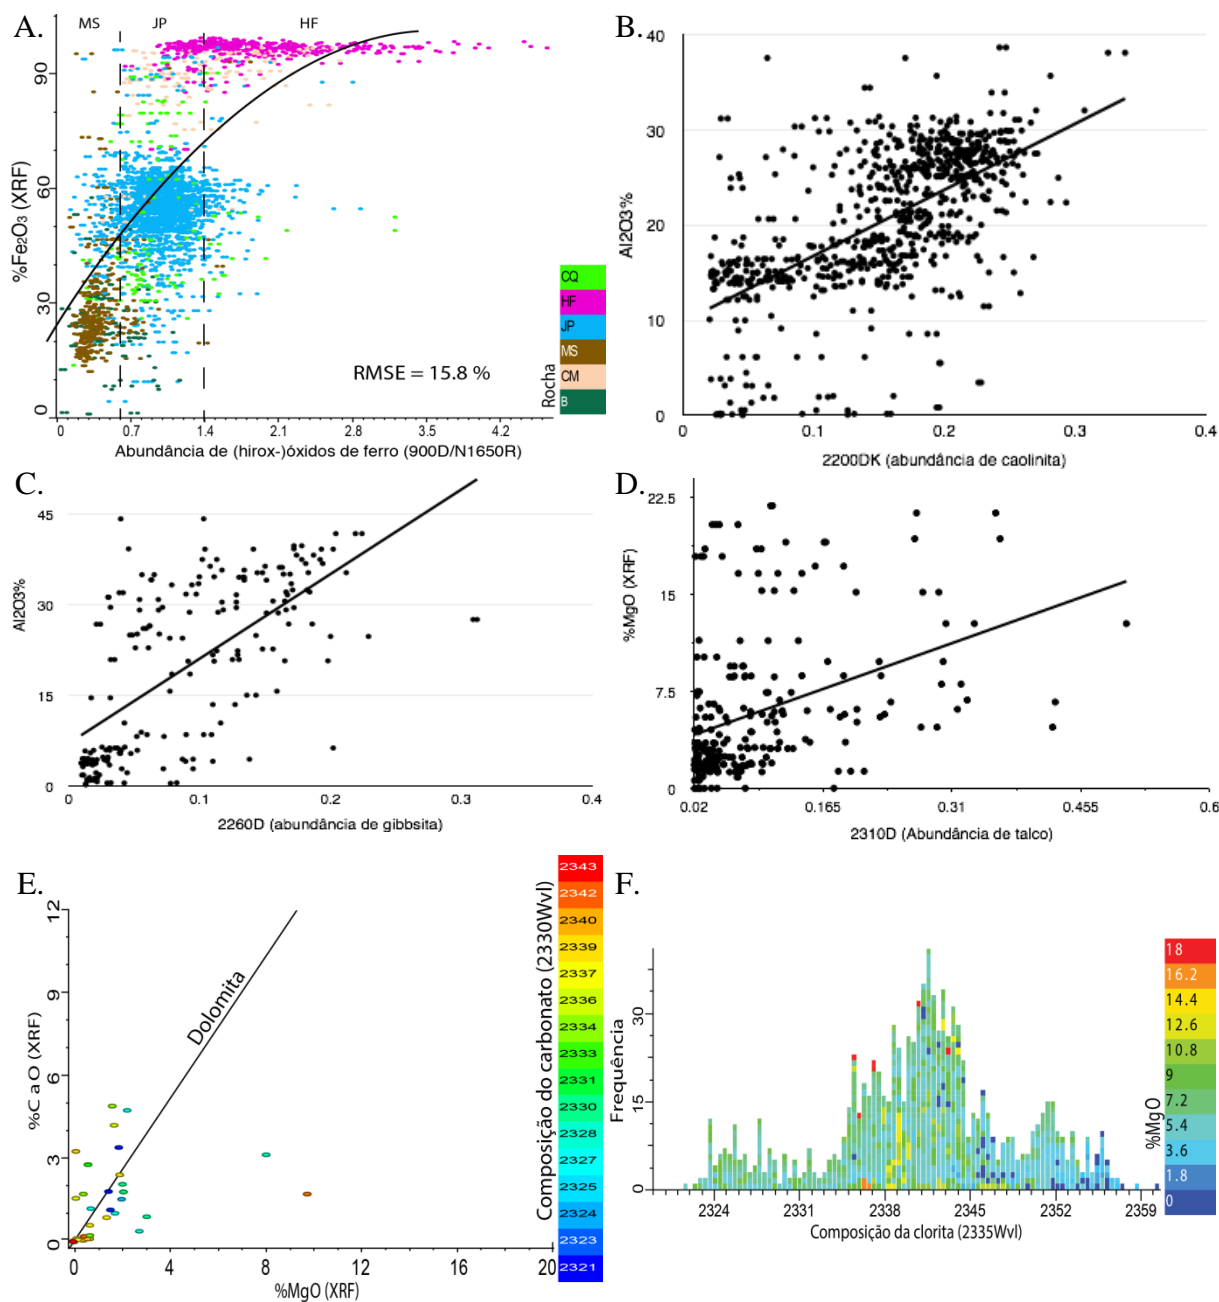 A.
MS JP HF
%Fe2O3 (XRF)
90
60
30
0
RMSE = 15.8 %
Rocha
CQ
HF
JP
MS
CM
B
0 0.7 1.4 2.1 2.8 3.5 4.2
Abundância de (hirox-)óxidos de ferro (900D/N1650R)
B.
Al2O3%
40
30
20
10
0
0 0.1 0.2 0.3 0.4
2200DK (abundância de caolinita)
C.
Al2O3%
45
30
15
0
0 0.1 0.2 0.3 0.4
2260D (abundância de gibbsita)
D.
%MgO (XRF)
22.5
15
7.5
0
0.02 0.165 0.31 0.455 0.6
2310D (Abundância de talco)
E.
%C a O (XRF)
12
9
6
3
0
Dolomita
0 4 8 12 16 20
%MgO (XRF)
Composição do carbonato (2330Wvl)
2343
2342
2340
2339
2337
2336
2334
2333
2331
2330
2328
2327
2325
2324
2323
2321
F.
Frequência
30
15
0
2324 2331 2338 2345 2352 2359
Composição da clorita (2335Wvl)
%MgO
18
16.2
14.4
12.6
10.8
9
7.2
5.4
3.6
1.8
0